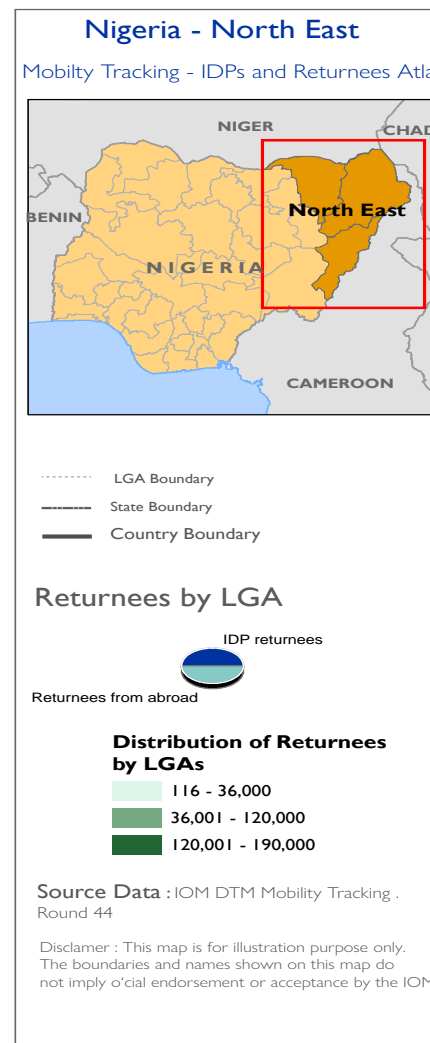 Nigeria - North East
Mobilty Tracking - IDPs and Returnees Atla
NIGER
CHAD
BENIN
North East
NIGERIA
CAMEROON
LGA Boundary
State Boundary
Country Boundary
Returnees by LGA
IDP returnees
Returnees from abroad
Distribution of Returnees
by LGAs
116 - 36,000
36,001 - 120,000
120,001 - 190,000
Source Data : IOM DTM Mobility Tracking .
Round 44
Disclamer : This map is for illustration purpose only.
The boundaries and names shown on this map do
not imply o'cial endorsement or acceptance by the IOM